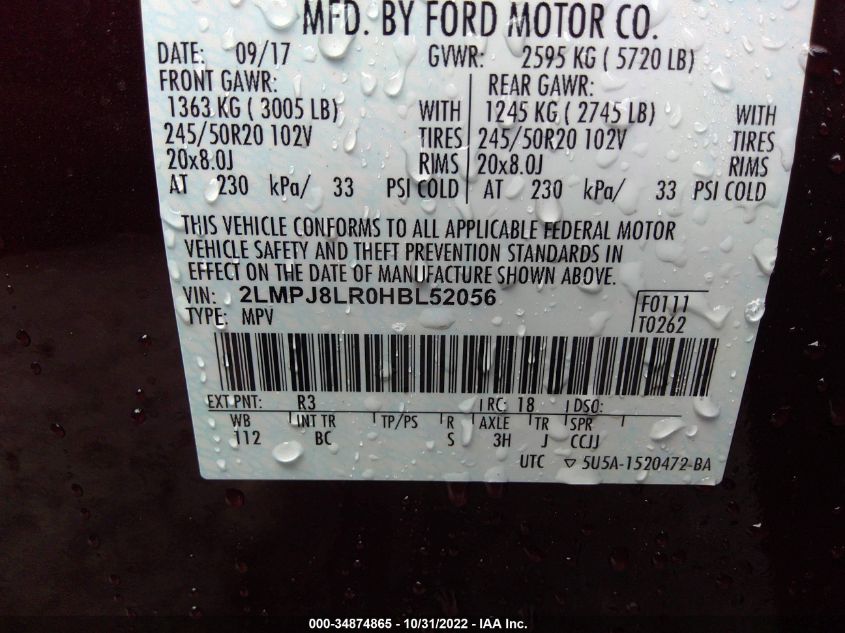 MFD. BY FORD MOTOR CO.
DATE: 09/17 GVWR: 2595 KG ( 5720 LB)
FRONT GAWR: REAR GAWR:
1363 KG ( 3005 LB) WITH 1245 KG ( 2745 LB) WITH
245/50R20 102V TIRES 245/50R20 102V TIRES
20x8.0J RIMS 20x8.0J RIMS
AT 230 kPa/ 33 PSI COLD AT 230 kPa/ 33 PSI COLD
THIS VEHICLE CONFORMS TO ALL APPLICABLE FEDERAL MOTOR
VEHICLE SAFETY AND THEFT PREVENTION STANDARDS IN
EFFECT ON THE DATE OF MANUFACTURE SHOWN ABOVE.
VIN: 2LMPJ8LR0HBL52056 F0111
TYPE: MPV T0262
EXT PNT: R3 RC: 18 DSO:
WB INT TR TP/PS R AXLE TR SPR
112 BC S 3H J CCJJ
UTC ▽ 5U5A-1520472-BA
000-34874865 - 10/31/2022 - IAA Inc.